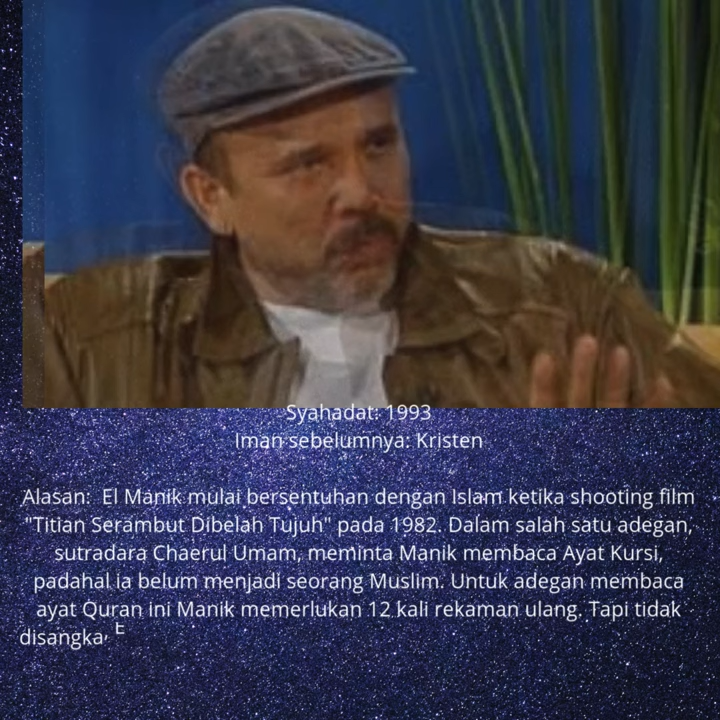 Syahadat: 1993
Iman sebelumnya: Kristen
Alasan: El Manik mulai bersentuhan dengan Islam ketika shooting film
"Titian Serambut Dibelah Tujuh" pada 1982. Dalam salah satu adegan,
sutradara Chaerul Umam, meminta Manik membaca Ayat Kursi,
padahal ia belum menjadi seorang Muslim. Untuk adegan membaca
ayat Quran ini Manik memerlukan 12 kali rekaman ulang. Tapi tidak
disangka, E